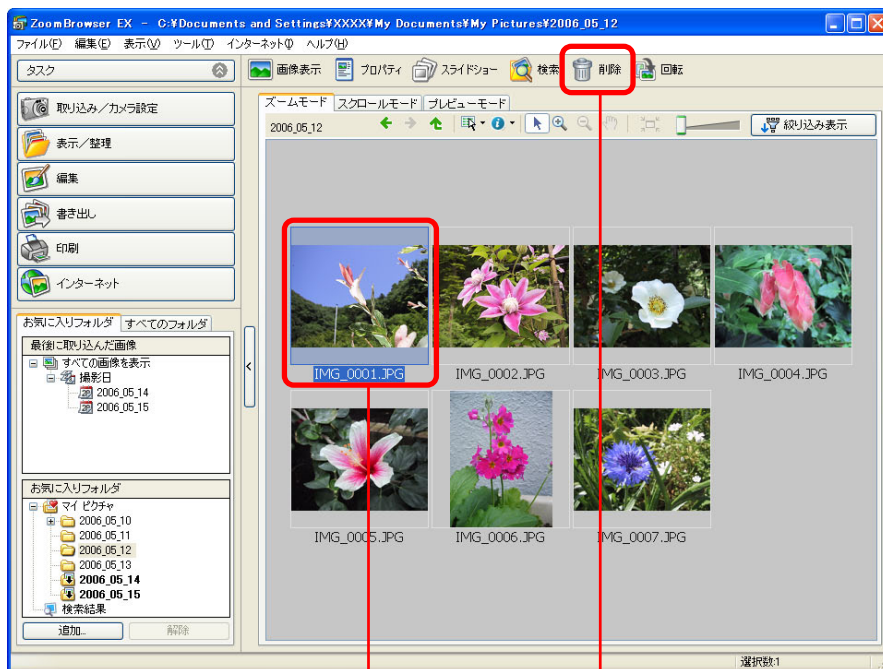 ZoomBrowser EX - C:¥Documents and Settings¥XXXX¥My Documents¥My Pictures¥2006_05_12
ファイル(F) 編集(E) 表示(V) ツール(T) インターネット(I) ヘルプ(H)
タスク
画像表示 プロパティ スライドショー 検索 削除 回転
取り込み/カメラ設定
表示/整理
編集
書き出し
印刷
インターネット
ズームモード スクロールモード プレビューモード
2006_05_12
絞り込み表示
IMG_0001.JPG IMG_0002.JPG IMG_0003.JPG IMG_0004.JPG
IMG_0005.JPG IMG_0006.JPG IMG_0007.JPG
お気に入りフォルダ すべてのフォルダ
最後に取り込んだ画像
すべての画像を表示
撮影日
2006_05_14
2006_05_15
お気に入りフォルダ
マイ ピクチャ
2006_05_10
2006_05_11
2006_05_12
2006_05_13
2006_05_14
2006_05_15
検索結果
追加... 解除
選択数:1